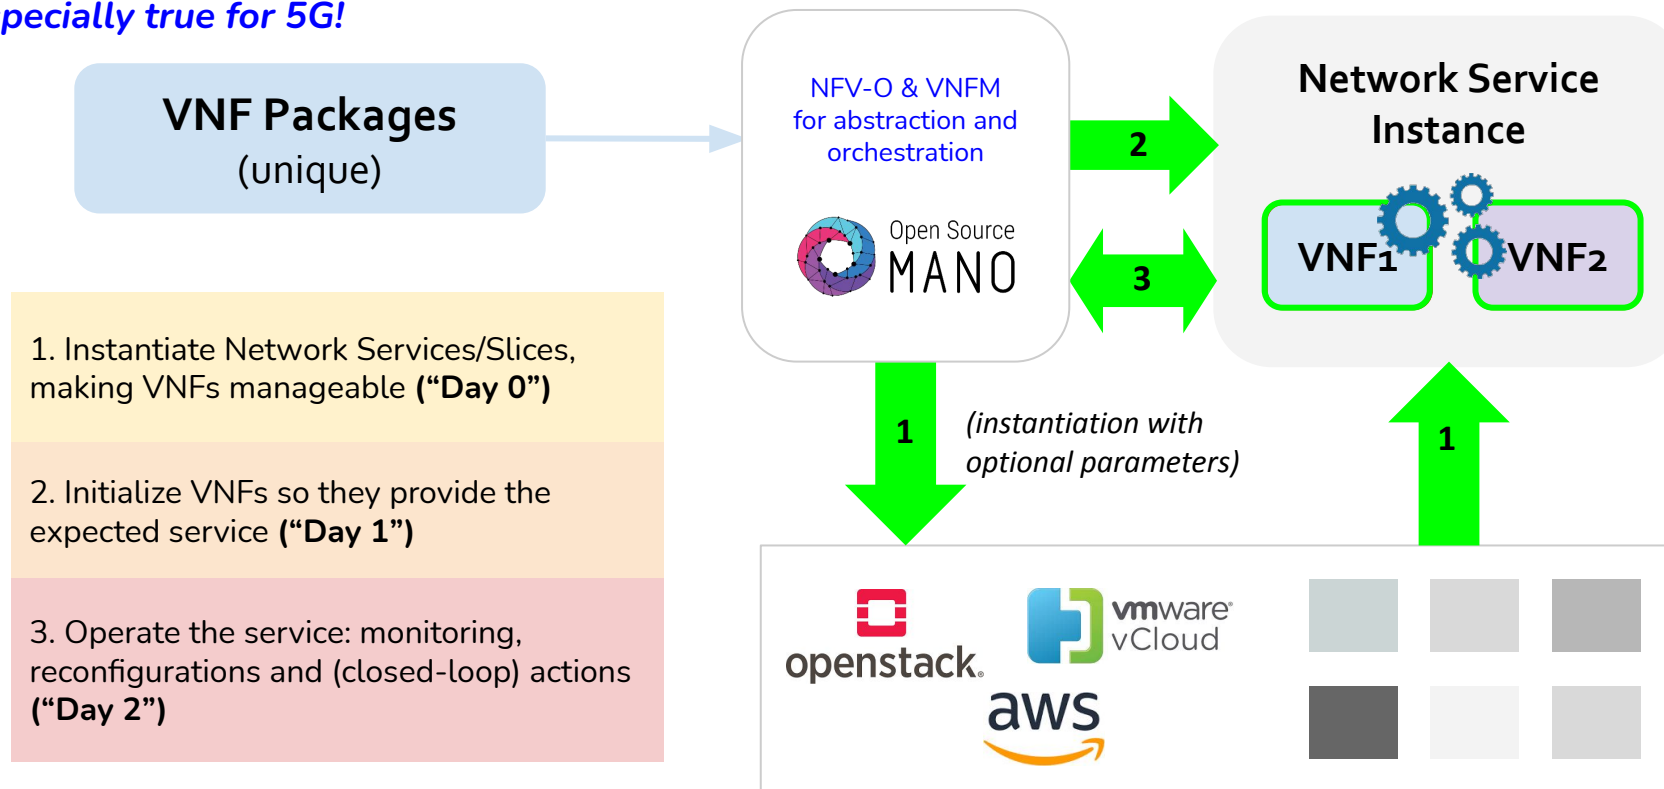 pecially true for 5G!
VNF Packages
(unique)
NFV-O & VNFM
for abstraction and
orchestration
Open Source
MANO
2
3
Network Service
Instance
VNF1
VNF2
1. Instantiate Network Services/Slices,
making VNFs manageable (“Day 0”)
2. Initialize VNFs so they provide the
expected service (“Day 1”)
3. Operate the service: monitoring,
reconfigurations and (closed-loop) actions
(“Day 2”)
1
(instantiation with
optional parameters)
1
openstack.
vmware®
vCloud
aws